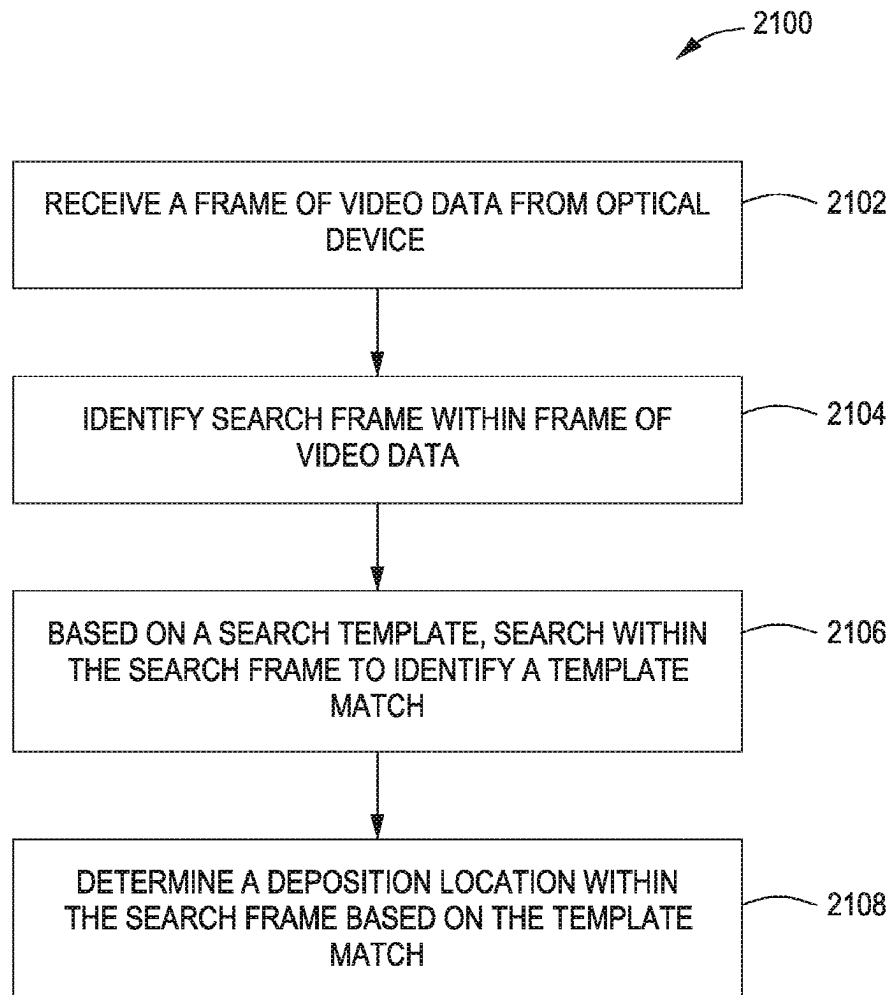 2100
RECEIVE A FRAME OF VIDEO DATA FROM OPTICAL
DEVICE
2102
IDENTIFY SEARCH FRAME WITHIN FRAME OF
VIDEO DATA
2104
BASED ON A SEARCH TEMPLATE, SEARCH WITHIN
THE SEARCH FRAME TO IDENTIFY A TEMPLATE
MATCH
2106
DETERMINE A DEPOSITION LOCATION WITHIN
THE SEARCH FRAME BASED ON THE TEMPLATE
MATCH
2108